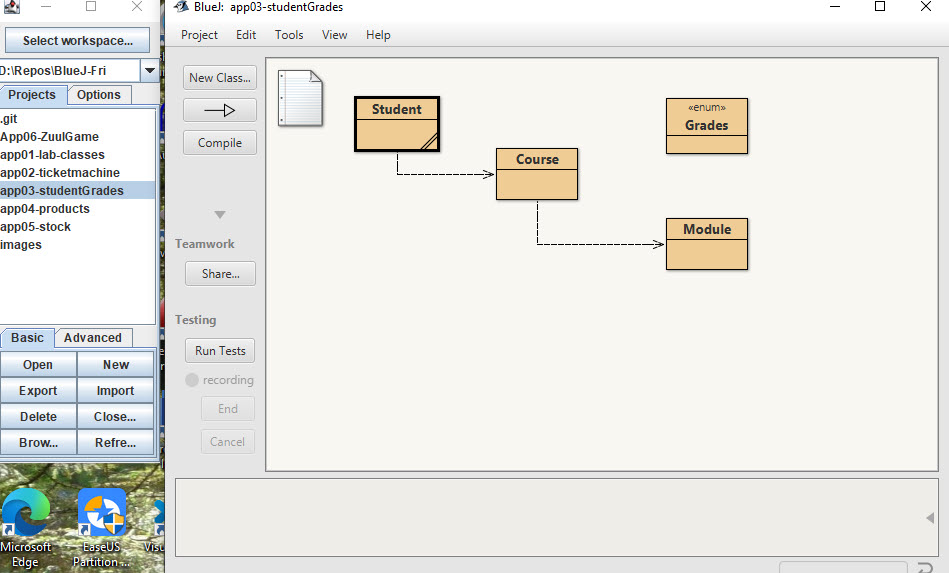 BlueJ: app03-studentGrades
Select workspace...
D:\Repos\BlueJ-Fri
Projects
Options
.git
App06-ZuulGame
app01-lab-classes
app02-ticketmachine
app03-studentGrades
app04-products
app05-stock
images
Basic
Advanced
Open
New
Export
Import
Delete
Close...
Brow...
Refre...
Microsoft
Edge
EaseUS
Partition ...
Project Edit Tools View Help
New Class...
Compile
Teamwork
Share...
Testing
Run Tests
recording
End
Cancel
Student
Course
«enum»
Grades
Module